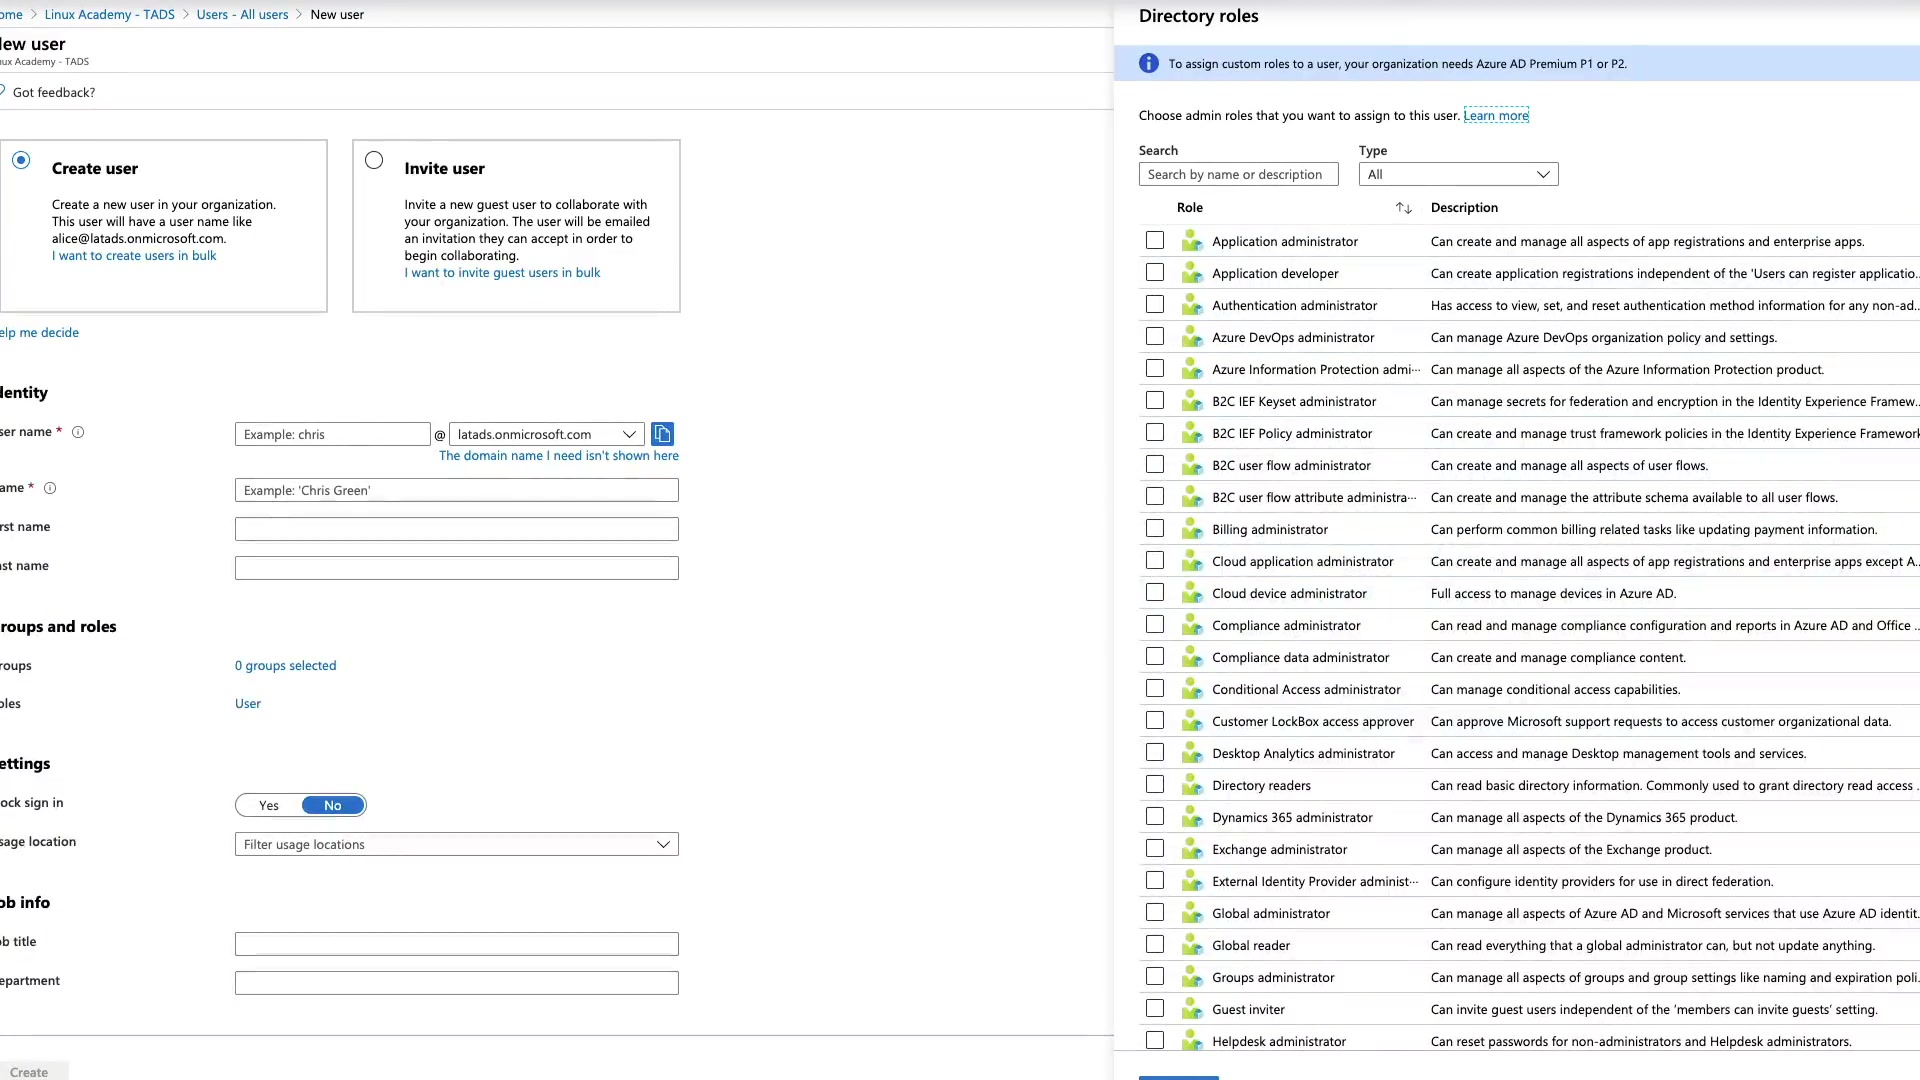 ome > Linux Academy - TADS > Users - All users > New user
lew user
nux Academy - TADS
Got feedback?
Create user
Create a new user in your organization.
This user will have a user name like
alice@latads.onmicrosoft.com.
I want to create users in bulk
Invite user
Invite a new guest user to collaborate with
your organization. The user will be emailed
an invitation they can accept in order to
begin collaborating.
I want to invite guest users in bulk
elp me decide
dentity
ser name *
Example: chris
@
latads.onmicrosoft.com
The domain name I need isn't shown here
ame *
Example: 'Chris Green'
rst name
ast name
roups and roles
roups
0 groups selected
oles
User
ettings
ock sign in
Yes No
sage location
Filter usage locations
ob info
ob title
epartment
Create
Directory roles
To assign custom roles to a user, your organization needs Azure AD Premium P1 or P2.
Choose admin roles that you want to assign to this user. Learn more
Search Type
Search by name or description All
Role Description
Application administrator Can create and manage all aspects of app registrations and enterprise apps.
Application developer Can create application registrations independent of the 'Users can register applicatio...
Authentication administrator Has access to view, set, and reset authentication method information for any non-ad...
Azure DevOps administrator Can manage Azure DevOps organization policy and settings.
Azure Information Protection admi··· Can manage all aspects of the Azure Information Protection product.
B2C IEF Keyset administrator Can manage secrets for federation and encryption in the Identity Experience Framew...
B2C IEF Policy administrator Can create and manage trust framework policies in the Identity Experience Framework
B2C user flow administrator Can create and manage all aspects of user flows.
B2C user flow attribute administra··· Can create and manage the attribute schema available to all user flows.
Billing administrator Can perform common billing related tasks like updating payment information.
Cloud application administrator Can create and manage all aspects of app registrations and enterprise apps except A...
Cloud device administrator Full access to manage devices in Azure AD.
Compliance administrator Can read and manage compliance configuration and reports in Azure AD and Office ...
Compliance data administrator Can create and manage compliance content.
Conditional Access administrator Can manage conditional access capabilities.
Customer LockBox access approver Can approve Microsoft support requests to access customer organizational data.
Desktop Analytics administrator Can access and manage Desktop management tools and services.
Directory readers Can read basic directory information. Commonly used to grant directory read access ...
Dynamics 365 administrator Can manage all aspects of the Dynamics 365 product.
Exchange administrator Can manage all aspects of the Exchange product.
External Identity Provider administ··· Can configure identity providers for use in direct federation.
Global administrator Can manage all aspects of Azure AD and Microsoft services that use Azure AD identit...
Global reader Can read everything that a global administrator can, but not update anything.
Groups administrator Can manage all aspects of groups and group settings like naming and expiration poli...
Guest inviter Can invite guest users independent of the 'members can invite guests' setting.
Helpdesk administrator Can reset passwords for non-administrators and Helpdesk administrators.